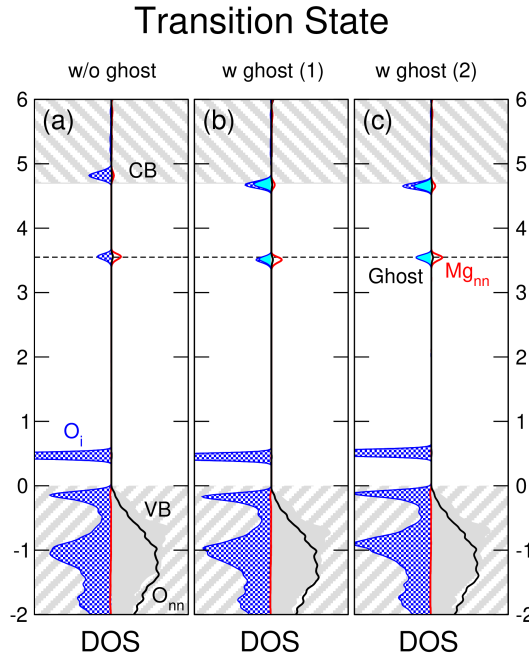 Transition State
w/o ghost
w ghost (1)
w ghost (2)
6
(a)
(b)
(c)
6
5
CB
5
4
4
Ghost
Mg_nn
3
3
2
2
1
O_i
1
0
0
VB
-1
-1
O_nn
-2
-2
DOS
DOS
DOS